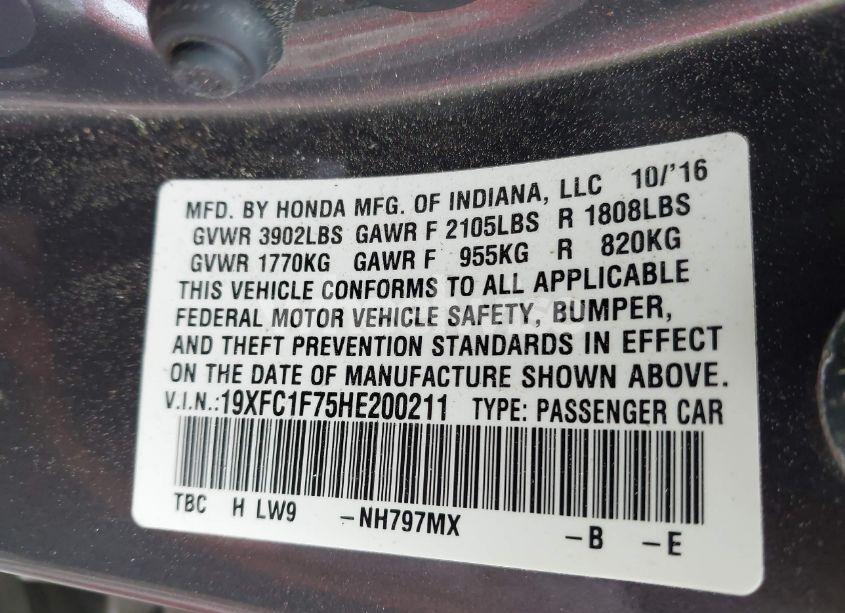 MFD. BY HONDA MFG. OF INDIANA, LLC 10/'16
GVWR 3902LBS GAWR F 2105LBS R 1808LBS
GVWR 1770KG GAWR F 955KG R 820KG
THIS VEHICLE CONFORMS TO ALL APPLICABLE
FEDERAL MOTOR VEHICLE SAFETY, BUMPER,
AND THEFT PREVENTION STANDARDS IN EFFECT
ON THE DATE OF MANUFACTURE SHOWN ABOVE.
V.I.N.:19XFC1F75HE200211 TYPE: PASSENGER CAR
TBC H LW9 -NH797MX -B -E